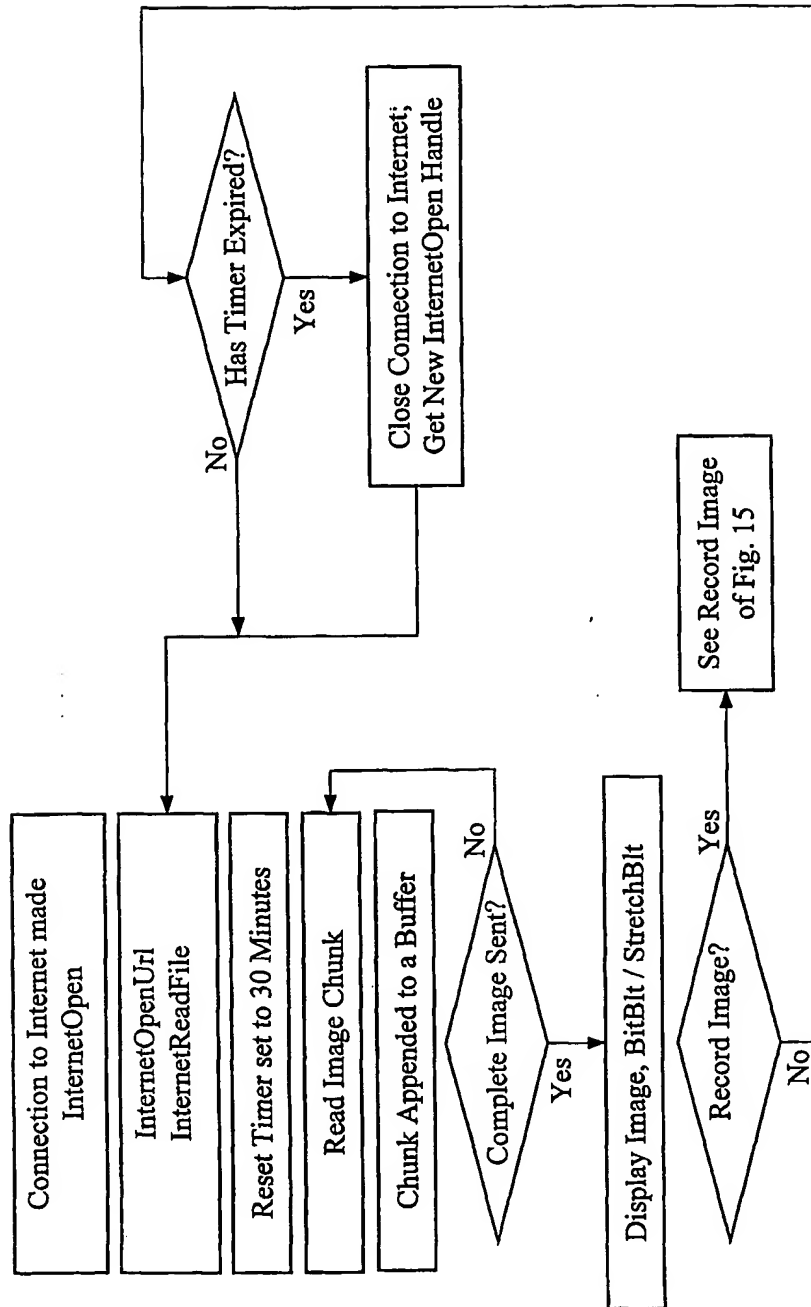 Connection to Internet made
InternetOpen
InternetOpenUrl
InternetReadFile
Reset Timer set to 30 Minutes
Read Image Chunk
Chunk Appended to a Buffer
Complete Image Sent?
No
Yes
Display Image, BitBlt / StretchBlt
Record Image?
Yes
No
See Record Image
of Fig. 15
Has Timer Expired?
No
Yes
Close Connection to Internet;
Get New InternetOpen Handle